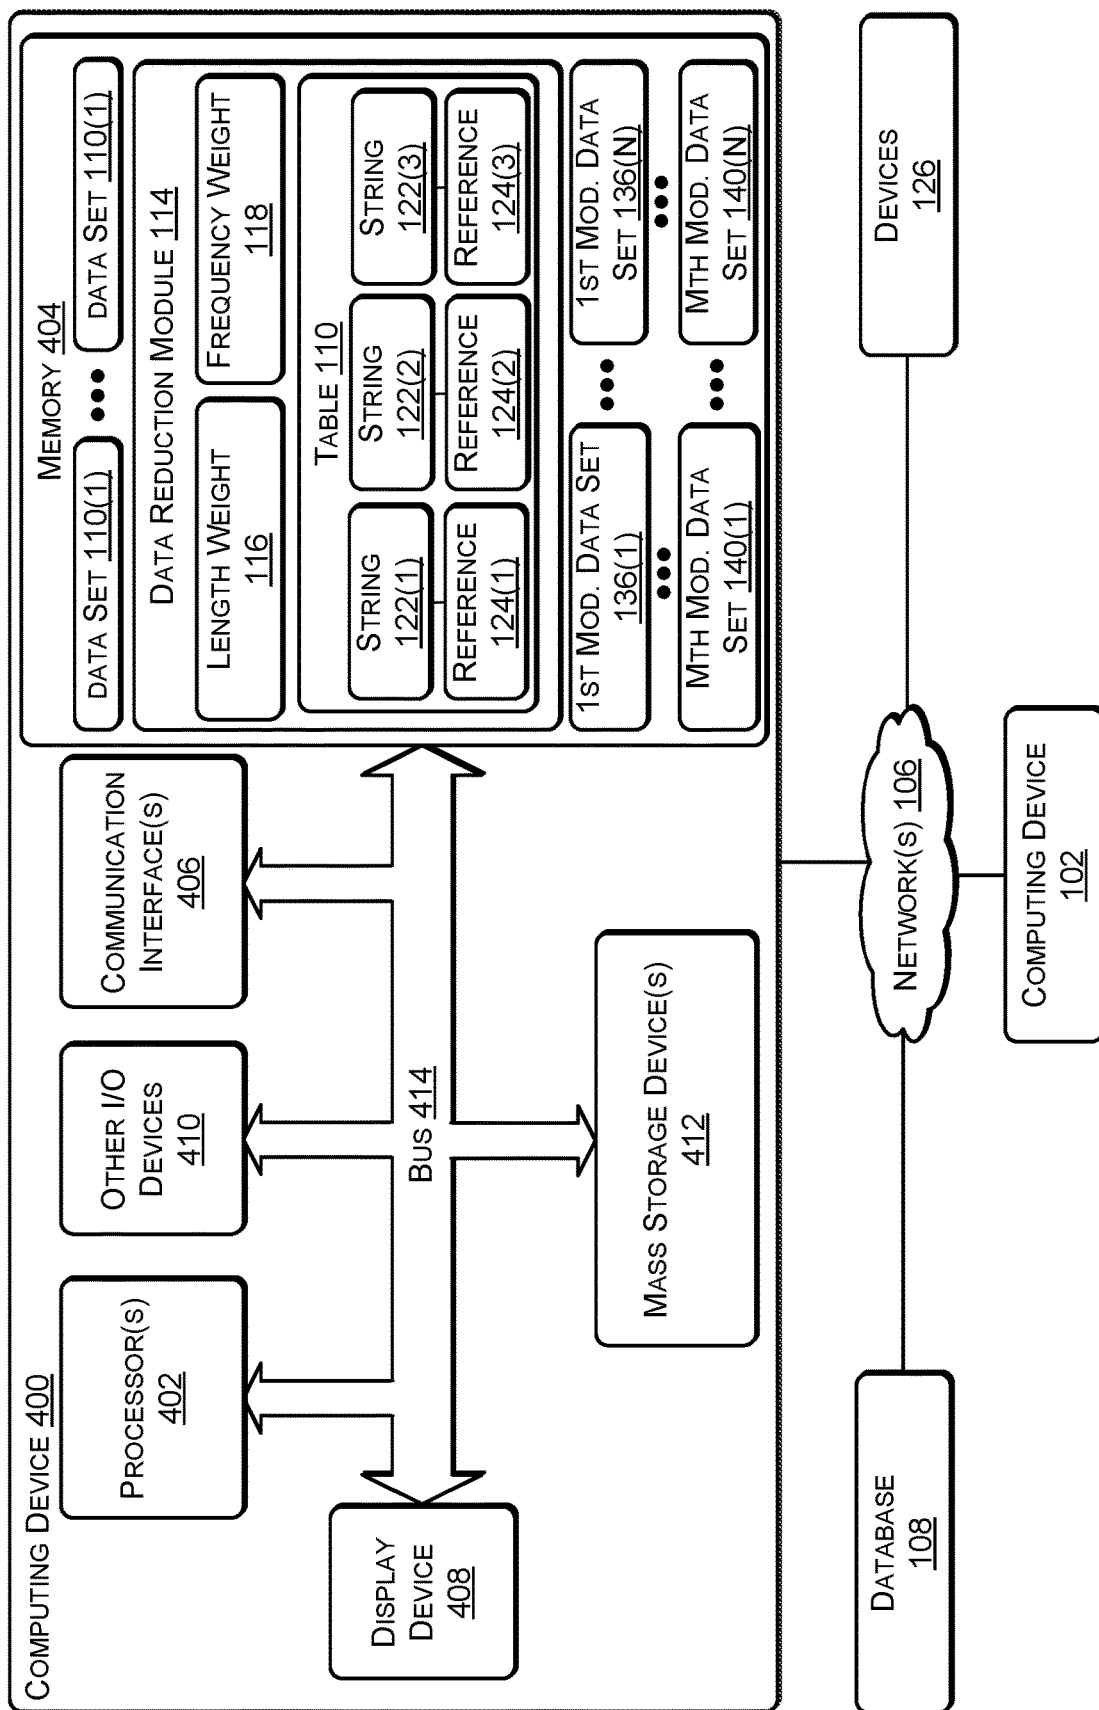 COMPUTING DEVICE 400
PROCESSOR(S)
402
OTHER I/O
DEVICES
410
COMMUNICATION
INTERFACE(S)
406
DISPLAY
DEVICE
408
BUS 414
MASS STORAGE DEVICE(S)
412
MEMORY 404
DATA SET 110(1)
DATA SET 110(1)
DATA REDUCTION MODULE 114
LENGTH WEIGHT
116
FREQUENCY WEIGHT
118
TABLE 110
STRING
122(1)
STRING
122(2)
STRING
122(3)
REFERENCE
124(1)
REFERENCE
124(2)
REFERENCE
124(3)
1ST MOD. DATA SET
136(1)
1ST MOD. DATA
SET 136(N)
MTH MOD. DATA
SET 140(1)
MTH MOD. DATA
SET 140(N)
DATABASE
108
NETWORK(S) 106
DEVICES
126
COMPUTING DEVICE
102